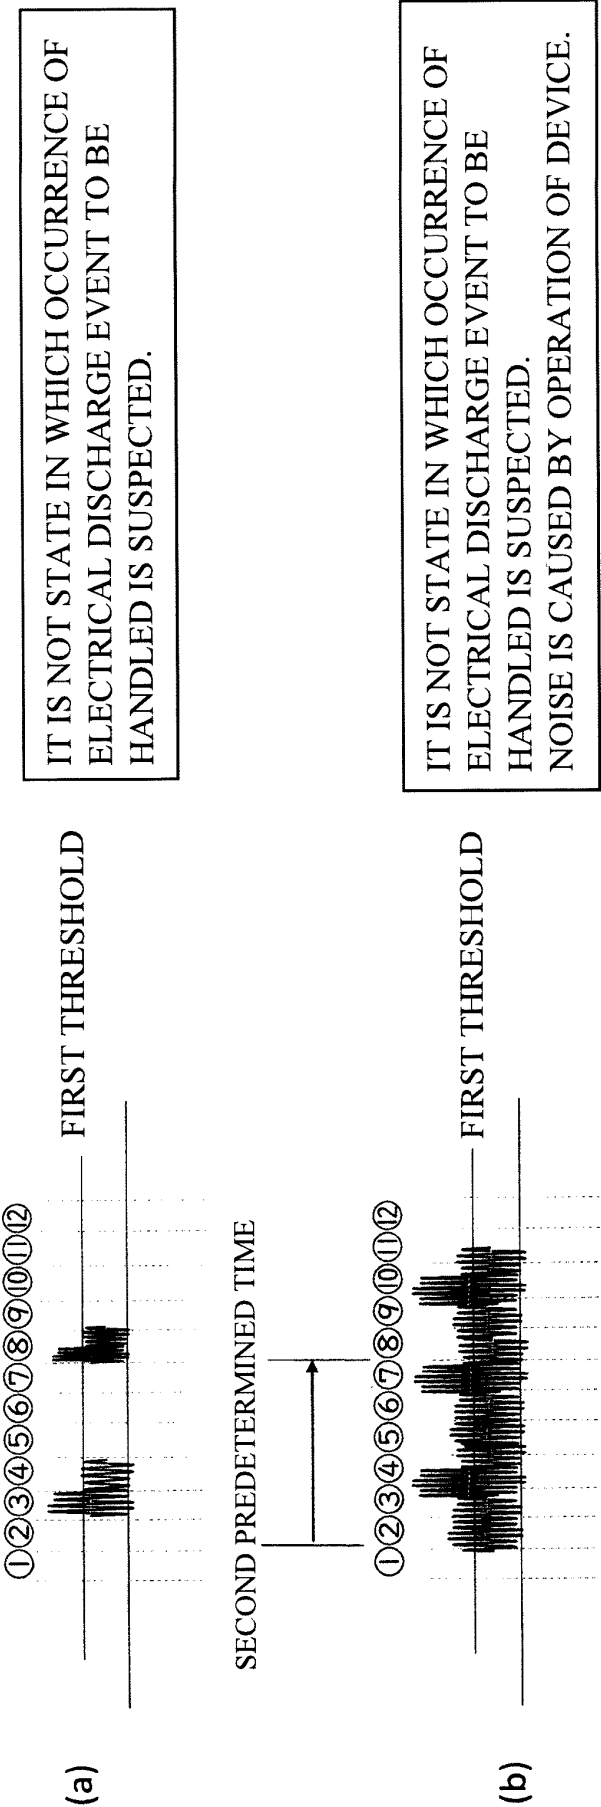 (a)
①②③④⑤⑥⑦⑧⑨⑩⑪⑫
FIRST THRESHOLD
IT IS NOT STATE IN WHICH OCCURRENCE OF
ELECTRICAL DISCHARGE EVENT TO BE
HANDLED IS SUSPECTED.
SECOND PREDETERMINED TIME
(b)
①②③④⑤⑥⑦⑧⑨⑩⑪⑫
FIRST THRESHOLD
IT IS NOT STATE IN WHICH OCCURRENCE OF
ELECTRICAL DISCHARGE EVENT TO BE
HANDLED IS SUSPECTED.
NOISE IS CAUSED BY OPERATION OF DEVICE.